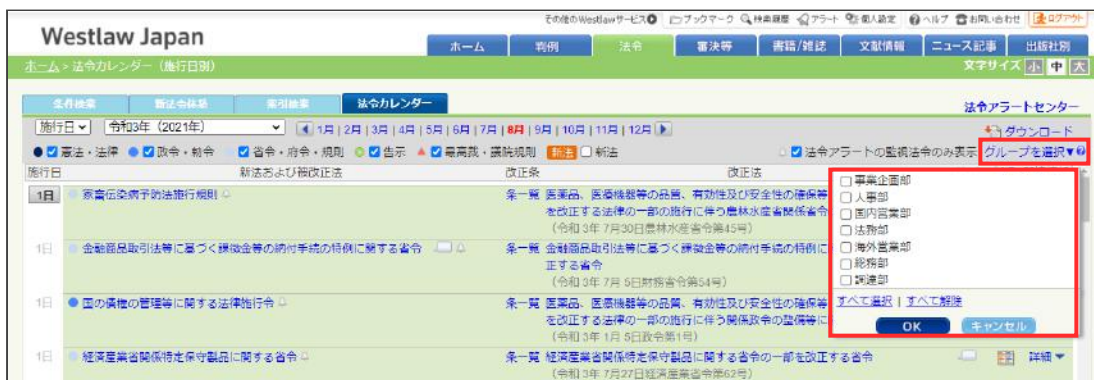 その他のWestlawサービス ブックマーク 検索履歴 アラート 個人設定 ヘルプ お問い合わせ ログアウト
Westlaw Japan
ホーム 判例 法令 審決等 書籍/雑誌 文献情報 ニュース記事 出版社別
ホーム > 法令カレンダー（施行日別） 文字サイズ 小 中 大
条件検索 新法令体系 索引検索 法令カレンダー 法令アラートセンター
施行日 令和3年（2021年） 1月 | 2月 | 3月 | 4月 | 5月 | 6月 | 7月 | 8月 | 9月 | 10月 | 11月 | 12月 ダウンロード
憲法・法律 政令・勅令 省令・府令・規則 告示 最高裁・議院規則 新法 新法 法令アラートの監視法令のみ表示 グループを選択▼
施行日 新法および被改正法 改正条 改正法
1日 家畜伝染病予防法施行規則 条一覧 医薬品、医療機器等の品質、有効性及び安全性の確保等
を改正する法律の一部の施行に伴う農林水産省関係省令
（令和 3年 7月30日農林水産省令第45号）
1日 金融商品取引法等に基づく課徴金等の納付手続の特例に関する省令 条一覧 金融商品取引法等に基づく課徴金等の納付手続の特例に
正する省令
（令和 3年 7月 5日財務省令第54号）
1日 国の債権の管理等に関する法律施行令 条一覧 医薬品、医療機器等の品質、有効性及び安全性の確保等
を改正する法律の一部の施行に伴う関係政令の整備等に
（令和 3年 1月 5日政令第1号）
1日 経済産業省関係特定保守製品に関する省令 条一覧 経済産業省関係特定保守製品に関する省令の一部を改正する省令 詳細
（令和 3年 7月27日経済産業省令第62号）
事業企画部
人事部
国内営業部
法務部
海外営業部
総務部
調達部
すべて選択 | すべて解除
OK キャンセル